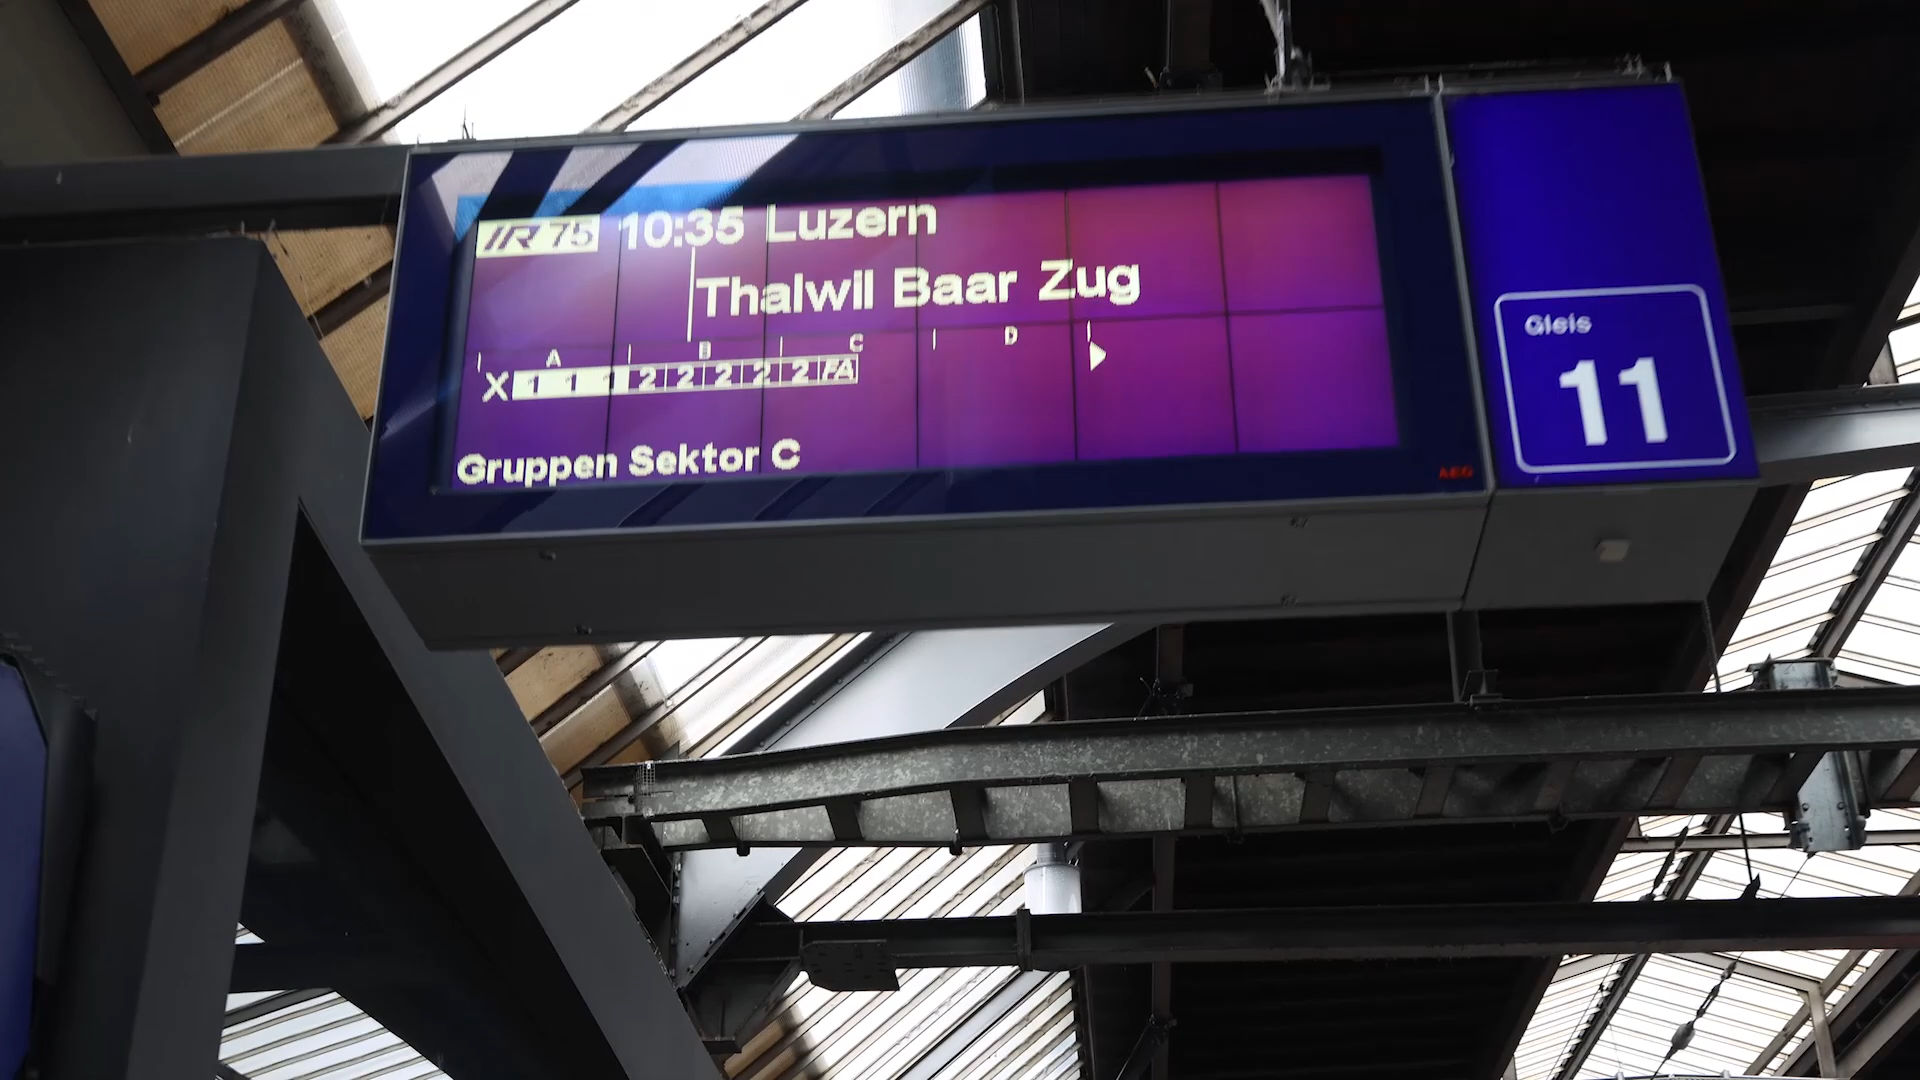 IR 75 10:35 Luzern
Thalwil Baar Zug
A B C D
X 1 1 1 2 2 2 2 2 FA
Gruppen Sektor C
AEG
Gleis
11